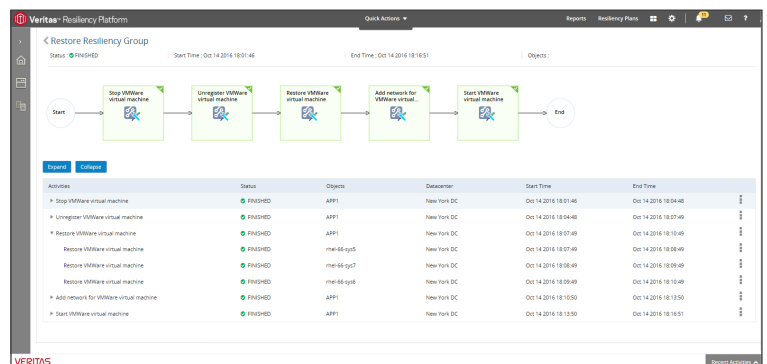 Veritas™ Resiliency Platform
Quick Actions
Reports
Resiliency Plans
?
Restore Resiliency Group
Status : FINISHED
Start Time : Oct 14 2016 18:01:46
End Time : Oct 14 2016 18:16:51
Objects :
Start
Stop VMWare
virtual machine
Unregister VMWare
virtual machine
Restore VMWare
virtual machine
Add network for
VMWare virtual...
Start VMWare
virtual machine
End
Expand
Collapse
Activities Status Objects Datacenter Start Time End Time
Stop VMWare virtual machine FINISHED APP1 New York DC Oct 14 2016 18:01:46 Oct 14 2016 18:04:48
Unregister VMWare virtual machine FINISHED APP1 New York DC Oct 14 2016 18:04:48 Oct 14 2016 18:07:49
Restore VMWare virtual machine FINISHED APP1 New York DC Oct 14 2016 18:07:49 Oct 14 2016 18:10:49
Restore VMWare virtual machine FINISHED rhel-66-sys5 New York DC Oct 14 2016 18:07:49 Oct 14 2016 18:08:49
Restore VMWare virtual machine FINISHED rhel-66-sys7 New York DC Oct 14 2016 18:08:49 Oct 14 2016 18:09:49
Restore VMWare virtual machine FINISHED rhel-66-sys6 New York DC Oct 14 2016 18:09:49 Oct 14 2016 18:10:49
Add network for VMWare virtual machine FINISHED APP1 New York DC Oct 14 2016 18:10:50 Oct 14 2016 18:13:50
Start VMWare virtual machine FINISHED APP1 New York DC Oct 14 2016 18:13:50 Oct 14 2016 18:16:51
VERITAS
Recent Activities